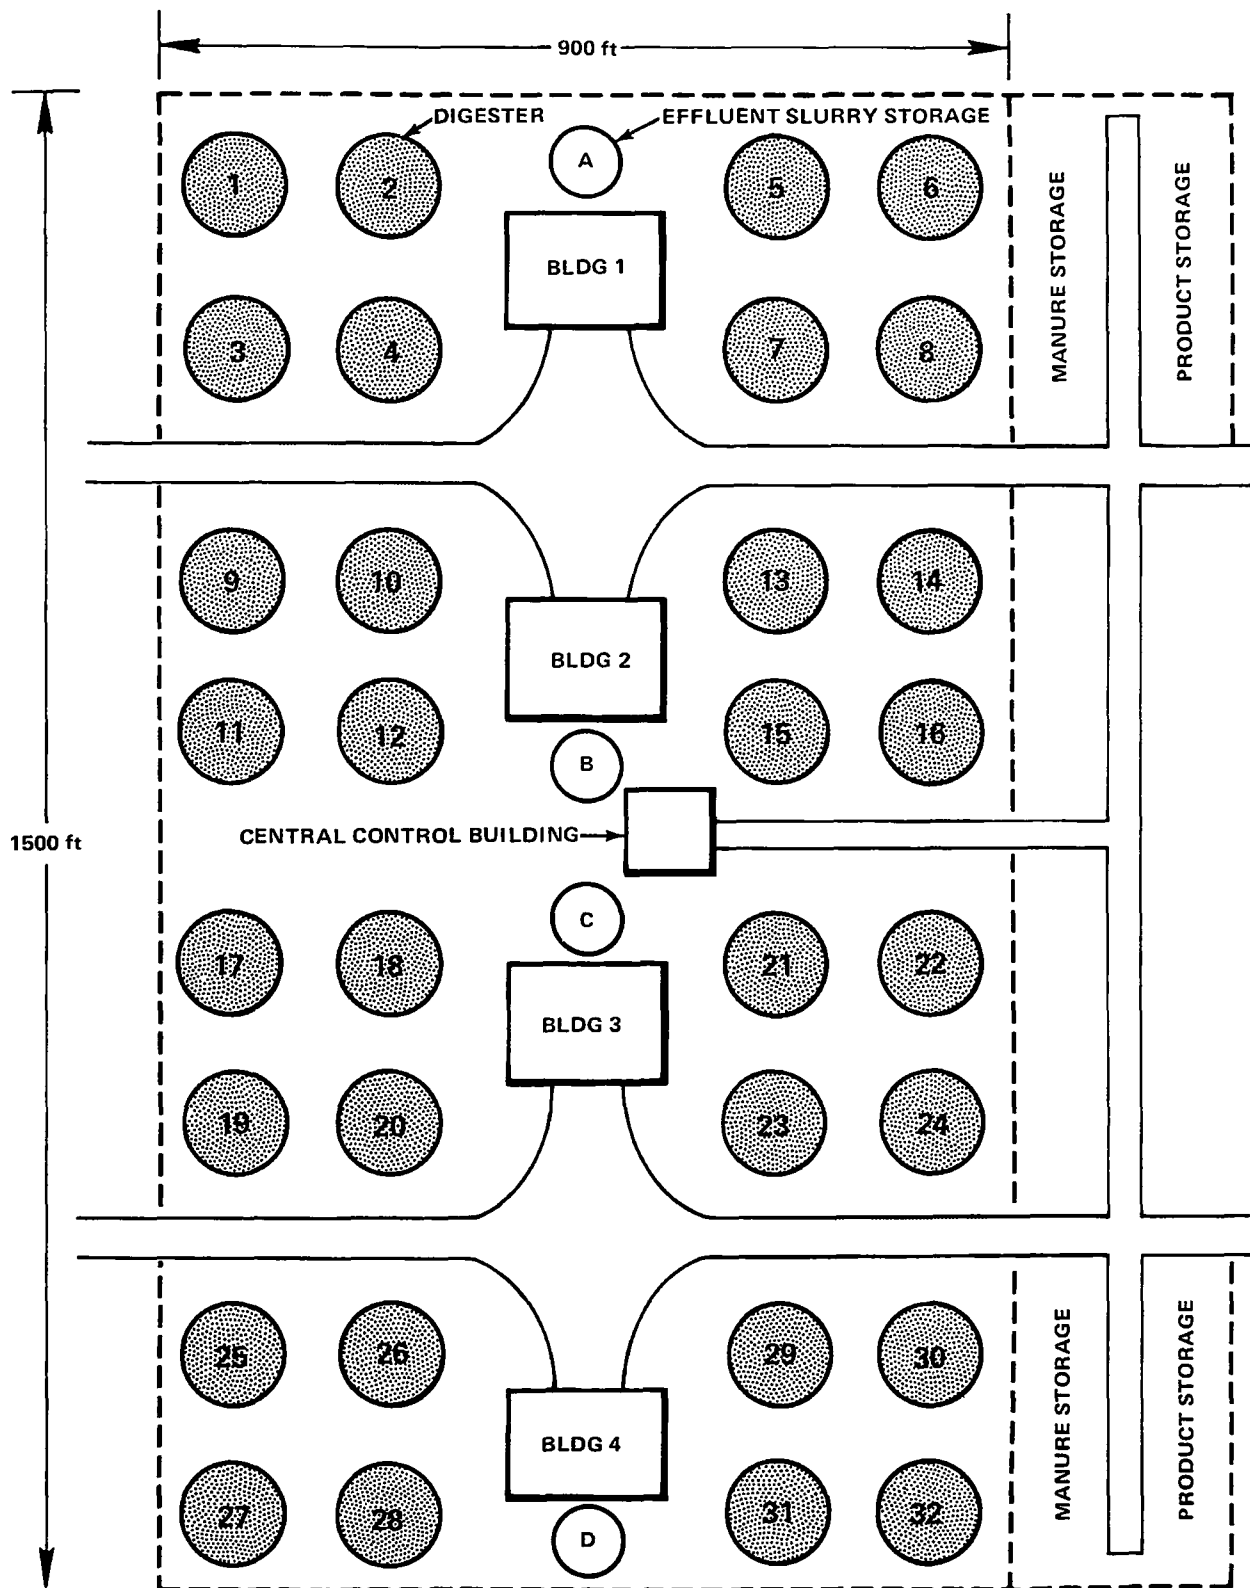 900 ft
DIGESTER
EFFLUENT SLURRY STORAGE
A
1
2
5
6
BLDG 1
3
4
7
8
MANURE STORAGE
PRODUCT STORAGE
9
10
13
14
BLDG 2
11
12
15
16
B
1500 ft
CENTRAL CONTROL BUILDING
C
17
18
21
22
BLDG 3
19
20
23
24
25
26
29
30
BLDG 4
27
28
31
32
D
MANURE STORAGE
PRODUCT STORAGE